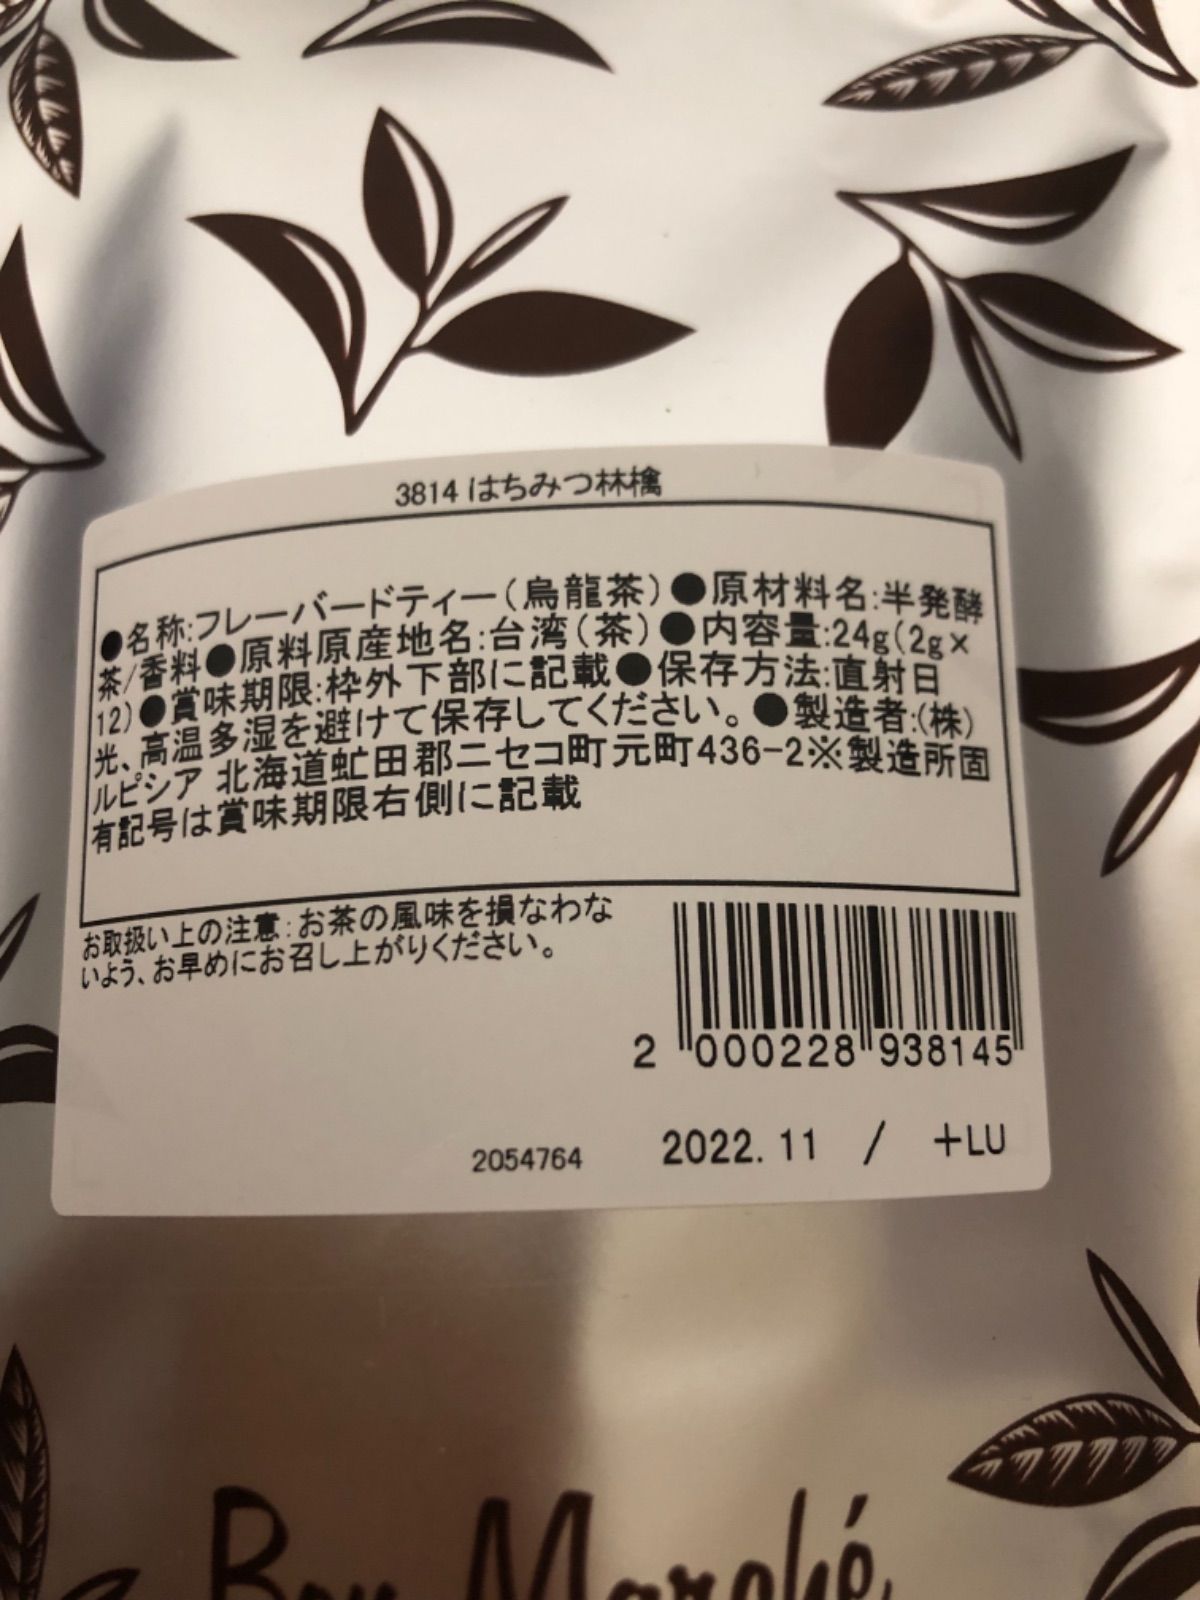 3814 はちみつ林檎
●名称:フレーバードティー(烏龍茶)●原材料名:半発酵
茶/香料●原料原産地名:台湾(茶)●内容量:24g(2g×
12)●賞味期限:枠外下部に記載●保存方法:直射日
光、高温多湿を避けて保存してください。●製造者:(株)
ルピシア 北海道虻田郡ニセコ町元町436-2※製造所固
有記号は賞味期限右側に記載
お取扱い上の注意:お茶の風味を損なわな
いよう、お早めにお召し上がりください。
2 000228 938145
2054764 2022.11 / +LU
Bon Marché